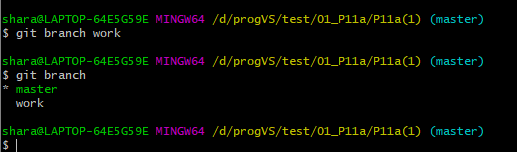 shara@LAPTOP-64E5G59E MINGW64 /d/progVS/test/01_P11a/P11a(1) (master)
$ git branch work
shara@LAPTOP-64E5G59E MINGW64 /d/progVS/test/01_P11a/P11a(1) (master)
$ git branch
* master
work
shara@LAPTOP-64E5G59E MINGW64 /d/progVS/test/01_P11a/P11a(1) (master)
$